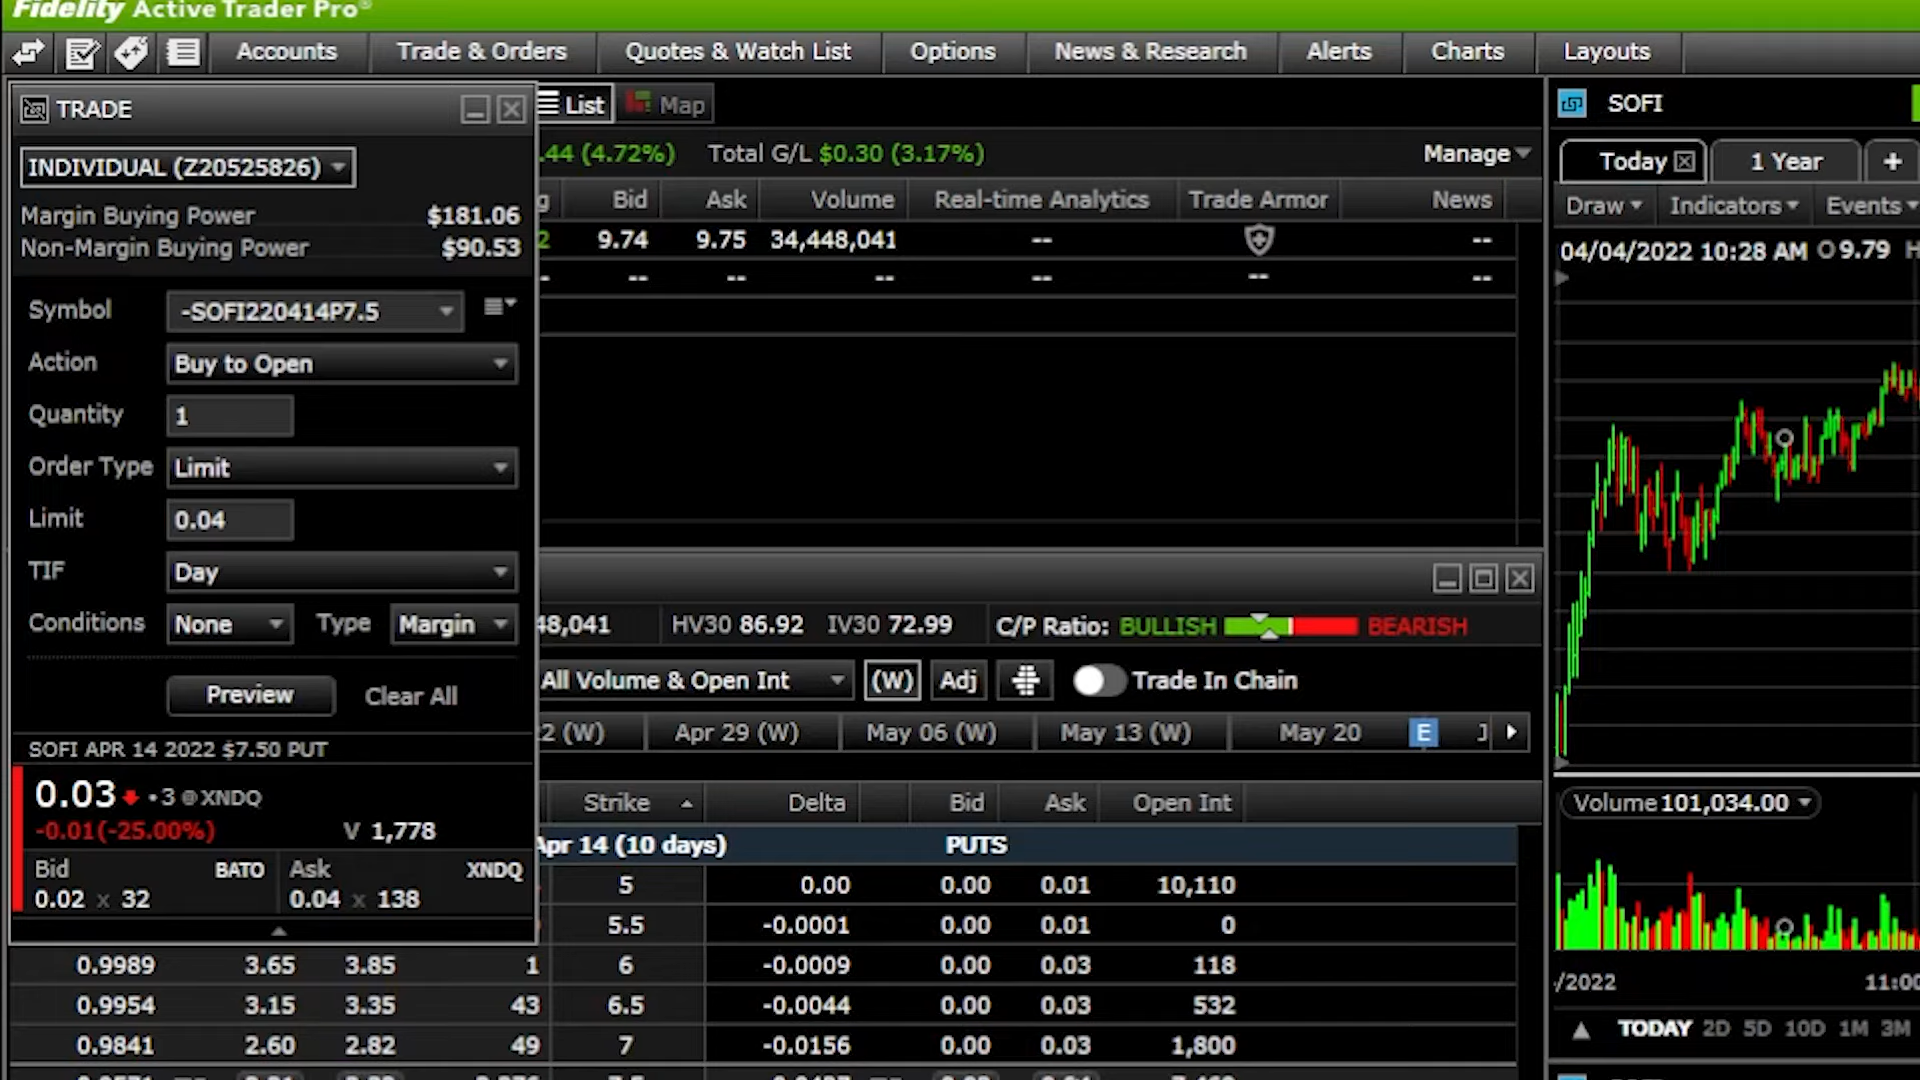 Fidelity Active Trader Pro®
Accounts Trade & Orders Quotes & Watch List Options News & Research Alerts Charts Layouts
TRADE
INDIVIDUAL (Z20525826)
Margin Buying Power $181.06
Non-Margin Buying Power $90.53
Symbol -SOFI220414P7.5
Action Buy to Open
Quantity 1
Order Type Limit
Limit 0.04
TIF Day
Conditions None Type Margin
Preview Clear All
SOFI APR 14 2022 $7.50 PUT
0.03 •3 @ XNDQ
-0.01 (-25.00%) V 1,778
Bid BATO Ask XNDQ
0.02 x 32 0.04 x 138
List Map
.44 (4.72%) Total G/L $0.30 (3.17%) Manage
g Bid Ask Volume Real-time Analytics Trade Armor News
2 9.74 9.75 34,448,041 -- --
- -- -- -- -- -- --
48,041 HV30 86.92 IV30 72.99 C/P Ratio: BULLISH BEARISH
All Volume & Open Int (W) Adj Trade In Chain
2 (W) Apr 29 (W) May 06 (W) May 13 (W) May 20 E J
Strike Delta Bid Ask Open Int
Apr 14 (10 days) PUTS
5 0.00 0.00 0.01 10,110
5.5 -0.0001 0.00 0.01 0
0.9989 3.65 3.85 1 6 -0.0009 0.00 0.03 118
0.9954 3.15 3.35 43 6.5 -0.0044 0.00 0.03 532
0.9841 2.60 2.82 49 7 -0.0156 0.00 0.03 1,800
SOFI
Today 1 Year +
Draw Indicators Events
04/04/2022 10:28 AM O 9.79 H
Volume 101,034.00
/2022 11:00
TODAY 2D 5D 10D 1M 3M